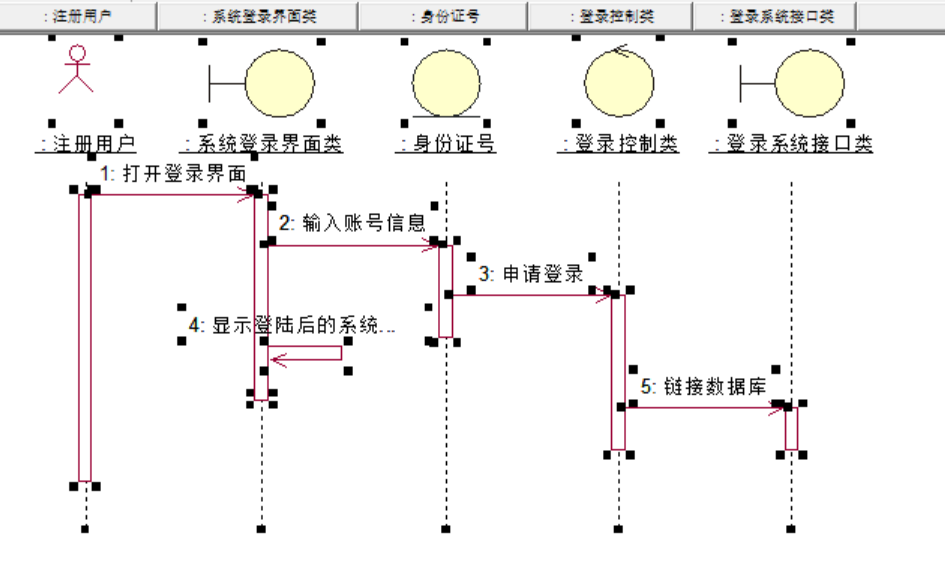 : 注册用户
: 系统登录界面类
: 身份证号
: 登录控制类
: 登录系统接口类
: 注册用户
: 系统登录界面类
: 身份证号
: 登录控制类
: 登录系统接口类
1: 打开登录界面
2: 输入账号信息
3: 申请登录
4: 显示登陆后的系统...
5: 链接数据库